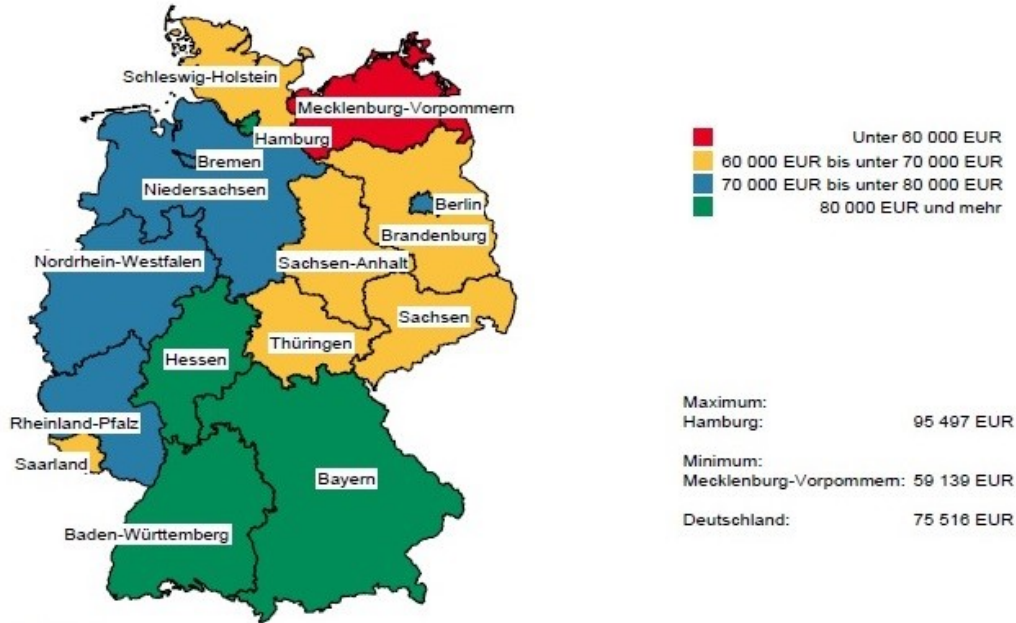 Schleswig-Holstein
Mecklenburg-Vorpommern
Hamburg
Bremen
Niedersachsen
Berlin
Brandenburg
Nordrhein-Westfalen
Sachsen-Anhalt
Sachsen
Thüringen
Hessen
Rheinland-Pfalz
Saarland
Bayern
Baden-Württemberg
Unter 60 000 EUR
60 000 EUR bis unter 70 000 EUR
70 000 EUR bis unter 80 000 EUR
80 000 EUR und mehr
Maximum:
Hamburg: 95 497 EUR
Minimum:
Mecklenburg-Vorpommern: 59 139 EUR
Deutschland: 75 516 EUR